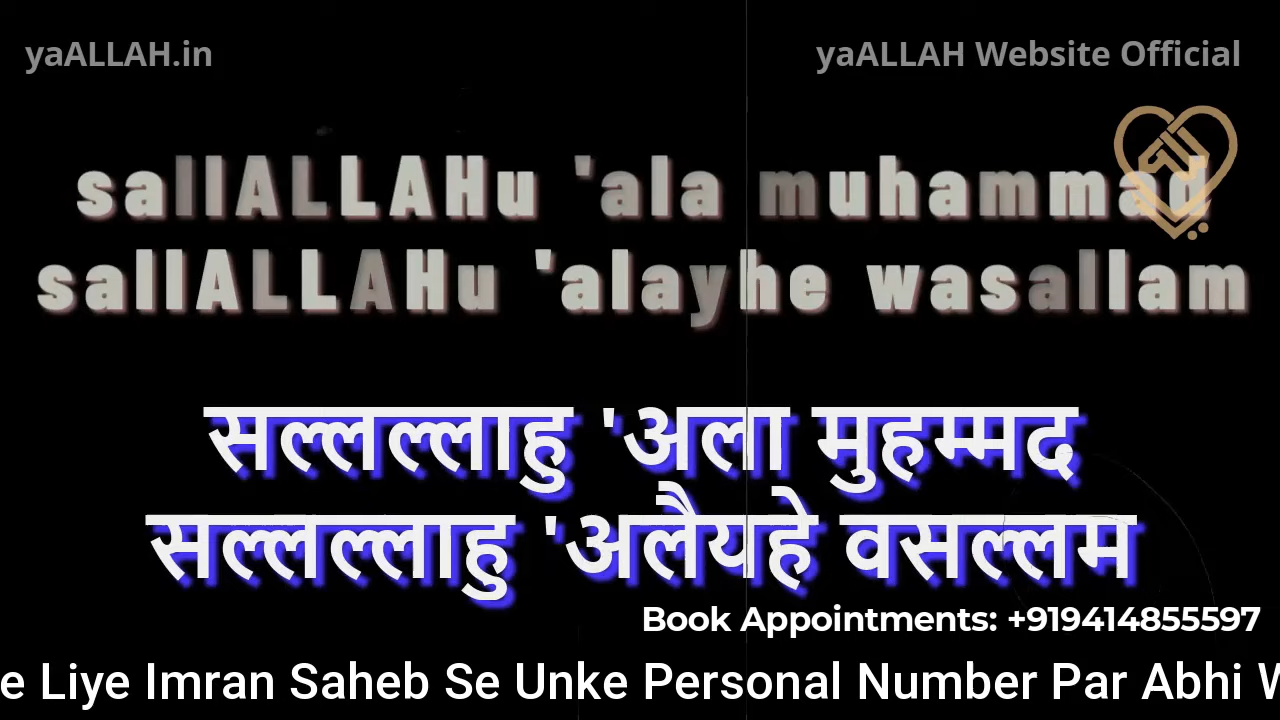 yaALLAH.in
yaALLAH Website Official
sallALLAHu 'ala muhammad
sallALLAHu 'alayhe wasallam
सल्लल्लाहु 'अला मुहम्मद
सल्लल्लाहु 'अलैयहे वसल्लम
Book Appointments: +919414855597
e Liye Imran Saheb Se Unke Personal Number Par Abhi W